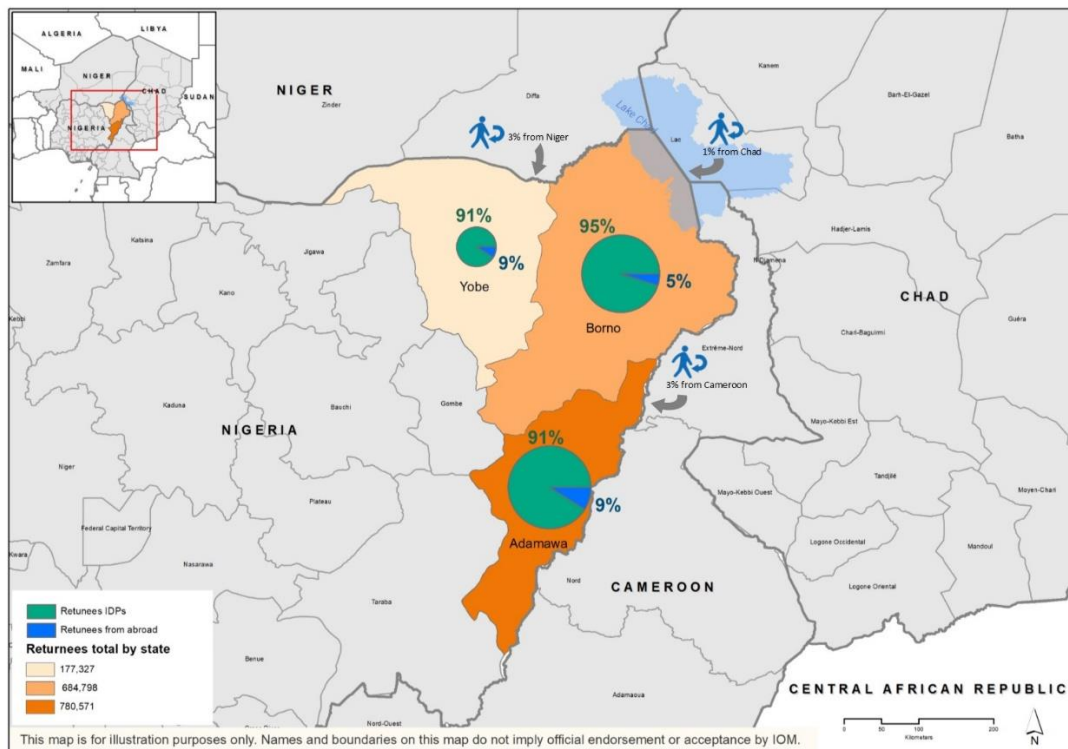 ALGERIA
LIBYA
MALI
NIGER
CHAD
SUDAN
NIGERIA
NIGER
Zinder
Diffa
Kanem
Barh-El-Gazel
Batha
Lake Chad
Lac
3% from Niger
1% from Chad
91%
9%
Yobe
95%
5%
Borno
Katsina
Jigawa
Zamfara
Kano
Kebbi
Hadjer-Lamis
N'Djamena
CHAD
Guéra
Chari-Baguirmi
Extrême-Nord
3% from Cameroon
Kaduna
Bauchi
Gombe
NIGERIA
91%
9%
Adamawa
Mayo-Kebbi Est
Mayo-Kebbi Ouest
Tandjilé
Moyen-Chari
Niger
Plateau
Federal Capital Territory
Logone Occidental
Mandoul
Logone Oriental
Kwara
Nasarawa
Taraba
Nord
CAMEROON
Retunees IDPs
Retunees from abroad
Returnees total by state
177,327
684,798
780,571
Benue
Adamaoua
Nord-Ouest
CENTRAL AFRICAN REPUBLIC
0 50 100 200
Kilometers
N
This map is for illustration purposes only. Names and boundaries on this map do not imply official endorsement or acceptance by IOM.